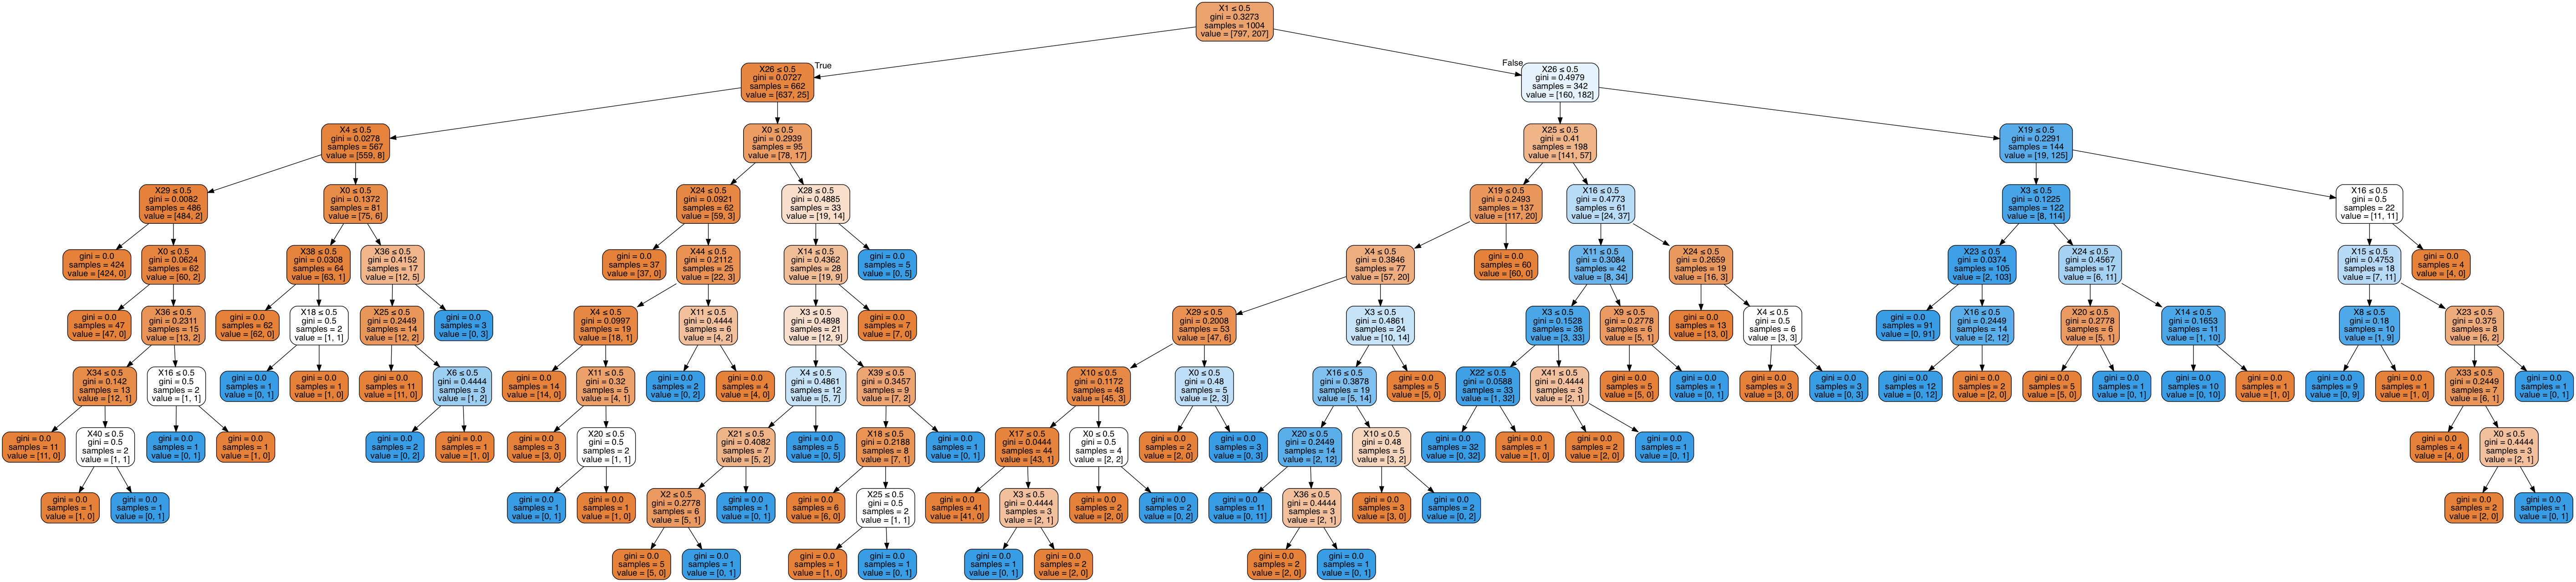 X1 ≤ 0.5
gini = 0.3273
samples = 1004
value = [797, 207]
True
False
X26 ≤ 0.5
gini = 0.0727
samples = 662
value = [637, 25]
X26 ≤ 0.5
gini = 0.4979
samples = 342
value = [160, 182]
X4 ≤ 0.5
gini = 0.0278
samples = 567
value = [559, 8]
X0 ≤ 0.5
gini = 0.2939
samples = 95
value = [78, 17]
X25 ≤ 0.5
gini = 0.41
samples = 198
value = [141, 57]
X19 ≤ 0.5
gini = 0.2291
samples = 144
value = [19, 125]
X29 ≤ 0.5
gini = 0.0082
samples = 486
value = [484, 2]
X0 ≤ 0.5
gini = 0.1372
samples = 81
value = [75, 6]
X24 ≤ 0.5
gini = 0.0921
samples = 62
value = [59, 3]
X28 ≤ 0.5
gini = 0.4885
samples = 33
value = [19, 14]
X19 ≤ 0.5
gini = 0.2493
samples = 137
value = [117, 20]
X16 ≤ 0.5
gini = 0.4773
samples = 61
value = [24, 37]
X3 ≤ 0.5
gini = 0.1225
samples = 122
value = [8, 114]
X16 ≤ 0.5
gini = 0.5
samples = 22
value = [11, 11]
gini = 0.0
samples = 424
value = [424, 0]
X0 ≤ 0.5
gini = 0.0624
samples = 62
value = [60, 2]
X38 ≤ 0.5
gini = 0.0308
samples = 64
value = [63, 1]
X36 ≤ 0.5
gini = 0.4152
samples = 17
value = [12, 5]
gini = 0.0
samples = 37
value = [37, 0]
X44 ≤ 0.5
gini = 0.2112
samples = 25
value = [22, 3]
X14 ≤ 0.5
gini = 0.4362
samples = 28
value = [19, 9]
gini = 0.0
samples = 5
value = [0, 5]
X4 ≤ 0.5
gini = 0.3846
samples = 77
value = [57, 20]
gini = 0.0
samples = 60
value = [60, 0]
X11 ≤ 0.5
gini = 0.3084
samples = 42
value = [8, 34]
X24 ≤ 0.5
gini = 0.2659
samples = 19
value = [16, 3]
X23 ≤ 0.5
gini = 0.0374
samples = 105
value = [2, 103]
X24 ≤ 0.5
gini = 0.4567
samples = 17
value = [6, 11]
X15 ≤ 0.5
gini = 0.4753
samples = 18
value = [7, 11]
gini = 0.0
samples = 4
value = [4, 0]
gini = 0.0
samples = 47
value = [47, 0]
X36 ≤ 0.5
gini = 0.2311
samples = 15
value = [13, 2]
gini = 0.0
samples = 62
value = [62, 0]
X18 ≤ 0.5
gini = 0.5
samples = 2
value = [1, 1]
X25 ≤ 0.5
gini = 0.2449
samples = 14
value = [12, 2]
gini = 0.0
samples = 3
value = [0, 3]
X4 ≤ 0.5
gini = 0.0997
samples = 19
value = [18, 1]
X11 ≤ 0.5
gini = 0.4444
samples = 6
value = [4, 2]
X3 ≤ 0.5
gini = 0.4898
samples = 21
value = [12, 9]
gini = 0.0
samples = 7
value = [7, 0]
X29 ≤ 0.5
gini = 0.2008
samples = 53
value = [47, 6]
X3 ≤ 0.5
gini = 0.4861
samples = 24
value = [10, 14]
X3 ≤ 0.5
gini = 0.1528
samples = 36
value = [3, 33]
X9 ≤ 0.5
gini = 0.2778
samples = 6
value = [5, 1]
gini = 0.0
samples = 13
value = [13, 0]
X4 ≤ 0.5
gini = 0.5
samples = 6
value = [3, 3]
gini = 0.0
samples = 91
value = [0, 91]
X16 ≤ 0.5
gini = 0.2449
samples = 14
value = [2, 12]
X20 ≤ 0.5
gini = 0.2778
samples = 6
value = [5, 1]
X14 ≤ 0.5
gini = 0.1653
samples = 11
value = [1, 10]
X8 ≤ 0.5
gini = 0.18
samples = 10
value = [1, 9]
X23 ≤ 0.5
gini = 0.375
samples = 8
value = [6, 2]
X34 ≤ 0.5
gini = 0.142
samples = 13
value = [12, 1]
X16 ≤ 0.5
gini = 0.5
samples = 2
value = [1, 1]
gini = 0.0
samples = 1
value = [0, 1]
gini = 0.0
samples = 1
value = [1, 0]
gini = 0.0
samples = 11
value = [11, 0]
X6 ≤ 0.5
gini = 0.4444
samples = 3
value = [1, 2]
gini = 0.0
samples = 14
value = [14, 0]
X11 ≤ 0.5
gini = 0.32
samples = 5
value = [4, 1]
gini = 0.0
samples = 2
value = [0, 2]
gini = 0.0
samples = 4
value = [4, 0]
X4 ≤ 0.5
gini = 0.4861
samples = 12
value = [5, 7]
X39 ≤ 0.5
gini = 0.3457
samples = 9
value = [7, 2]
X10 ≤ 0.5
gini = 0.1172
samples = 48
value = [45, 3]
X0 ≤ 0.5
gini = 0.48
samples = 5
value = [2, 3]
X16 ≤ 0.5
gini = 0.3878
samples = 19
value = [5, 14]
gini = 0.0
samples = 5
value = [5, 0]
X22 ≤ 0.5
gini = 0.0588
samples = 33
value = [1, 32]
X41 ≤ 0.5
gini = 0.4444
samples = 3
value = [2, 1]
gini = 0.0
samples = 5
value = [5, 0]
gini = 0.0
samples = 1
value = [0, 1]
gini = 0.0
samples = 3
value = [3, 0]
gini = 0.0
samples = 3
value = [0, 3]
gini = 0.0
samples = 12
value = [0, 12]
gini = 0.0
samples = 2
value = [2, 0]
gini = 0.0
samples = 5
value = [5, 0]
gini = 0.0
samples = 1
value = [0, 1]
gini = 0.0
samples = 10
value = [0, 10]
gini = 0.0
samples = 1
value = [1, 0]
gini = 0.0
samples = 9
value = [0, 9]
gini = 0.0
samples = 1
value = [1, 0]
X33 ≤ 0.5
gini = 0.2449
samples = 7
value = [6, 1]
gini = 0.0
samples = 1
value = [0, 1]
gini = 0.0
samples = 11
value = [11, 0]
X40 ≤ 0.5
gini = 0.5
samples = 2
value = [1, 1]
gini = 0.0
samples = 1
value = [0, 1]
gini = 0.0
samples = 1
value = [1, 0]
gini = 0.0
samples = 2
value = [0, 2]
gini = 0.0
samples = 1
value = [1, 0]
gini = 0.0
samples = 3
value = [3, 0]
X20 ≤ 0.5
gini = 0.5
samples = 2
value = [1, 1]
X21 ≤ 0.5
gini = 0.4082
samples = 7
value = [5, 2]
gini = 0.0
samples = 5
value = [0, 5]
X18 ≤ 0.5
gini = 0.2188
samples = 8
value = [7, 1]
gini = 0.0
samples = 1
value = [0, 1]
X17 ≤ 0.5
gini = 0.0444
samples = 44
value = [43, 1]
X0 ≤ 0.5
gini = 0.5
samples = 4
value = [2, 2]
gini = 0.0
samples = 2
value = [2, 0]
gini = 0.0
samples = 3
value = [0, 3]
X20 ≤ 0.5
gini = 0.2449
samples = 14
value = [2, 12]
X10 ≤ 0.5
gini = 0.48
samples = 5
value = [3, 2]
gini = 0.0
samples = 32
value = [0, 32]
gini = 0.0
samples = 1
value = [1, 0]
gini = 0.0
samples = 2
value = [2, 0]
gini = 0.0
samples = 1
value = [0, 1]
gini = 0.0
samples = 4
value = [4, 0]
X0 ≤ 0.5
gini = 0.4444
samples = 3
value = [2, 1]
gini = 0.0
samples = 1
value = [1, 0]
gini = 0.0
samples = 1
value = [0, 1]
gini = 0.0
samples = 1
value = [0, 1]
gini = 0.0
samples = 1
value = [1, 0]
X2 ≤ 0.5
gini = 0.2778
samples = 6
value = [5, 1]
gini = 0.0
samples = 1
value = [0, 1]
gini = 0.0
samples = 6
value = [6, 0]
X25 ≤ 0.5
gini = 0.5
samples = 2
value = [1, 1]
gini = 0.0
samples = 41
value = [41, 0]
X3 ≤ 0.5
gini = 0.4444
samples = 3
value = [2, 1]
gini = 0.0
samples = 2
value = [2, 0]
gini = 0.0
samples = 2
value = [0, 2]
gini = 0.0
samples = 11
value = [0, 11]
X36 ≤ 0.5
gini = 0.4444
samples = 3
value = [2, 1]
gini = 0.0
samples = 3
value = [3, 0]
gini = 0.0
samples = 2
value = [0, 2]
gini = 0.0
samples = 2
value = [2, 0]
gini = 0.0
samples = 1
value = [0, 1]
gini = 0.0
samples = 5
value = [5, 0]
gini = 0.0
samples = 1
value = [0, 1]
gini = 0.0
samples = 1
value = [1, 0]
gini = 0.0
samples = 1
value = [0, 1]
gini = 0.0
samples = 1
value = [0, 1]
gini = 0.0
samples = 2
value = [2, 0]
gini = 0.0
samples = 2
value = [2, 0]
gini = 0.0
samples = 1
value = [0, 1]